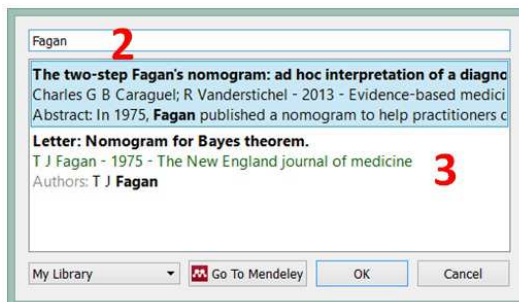 Fagan
2
The two-step Fagan's nomogram: ad hoc interpretation of a diagno
Charles G B Caraguel; R Vanderstichel - 2013 - Evidence-based medici
Abstract: In 1975, Fagan published a nomogram to help practitioners c
Letter: Nomogram for Bayes theorem.
T J Fagan - 1975 - The New England journal of medicine
3
Authors: T J Fagan
My Library
Go To Mendeley
OK
Cancel